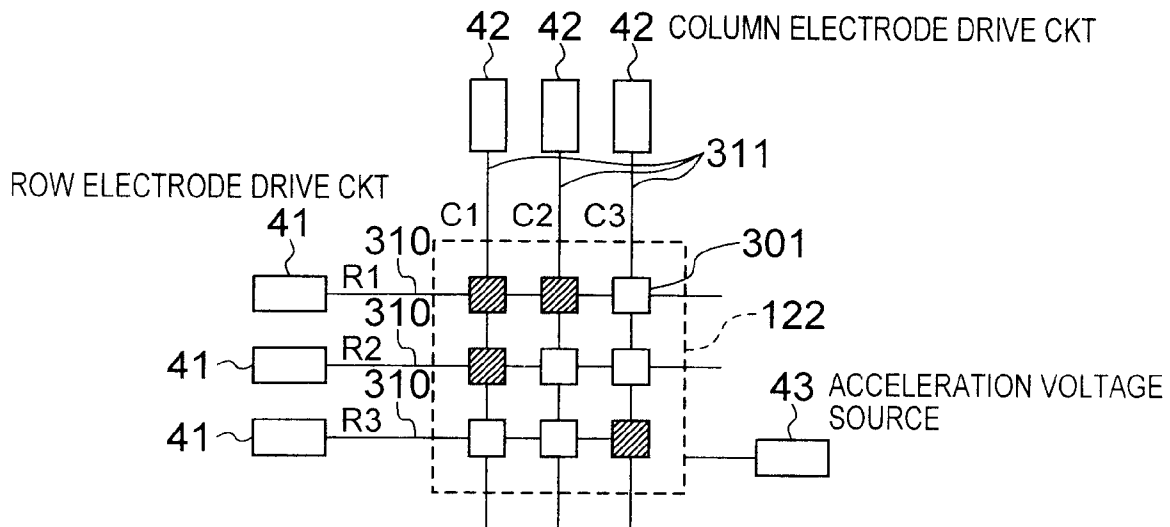 42 42 42 COLUMN ELECTRODE DRIVE CKT
311
ROW ELECTRODE DRIVE CKT
C1 C2 C3
41 310 301
R1
310 122
41 R2
310
43 ACCELERATION VOLTAGE
SOURCE
41 R3